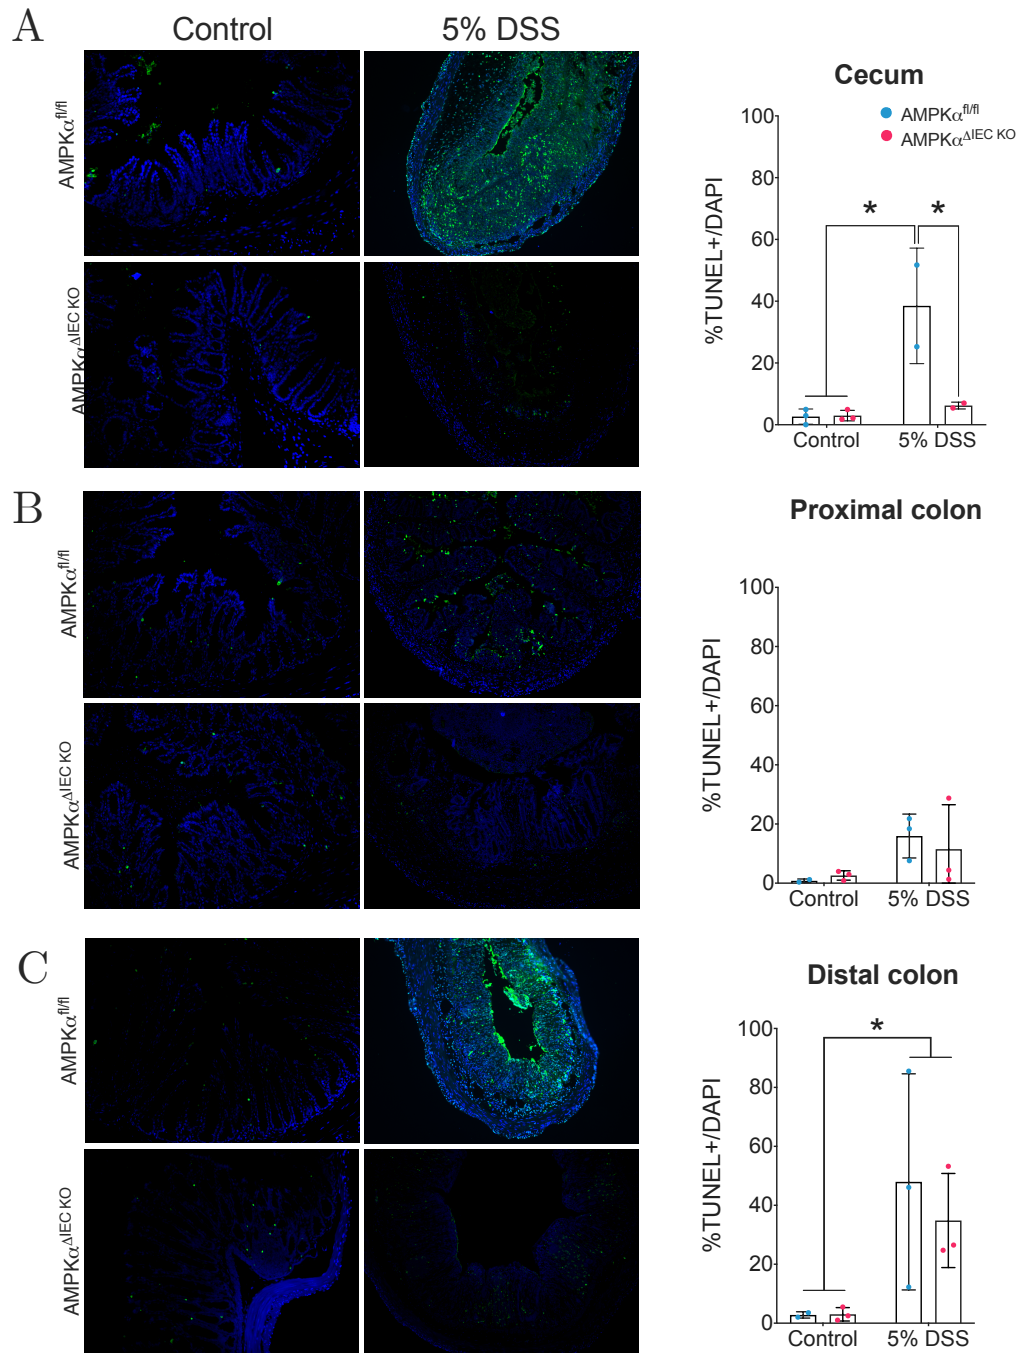 A
Control
5% DSS
AMPKα^fl/fl
AMPKα^ΔIEC KO
Cecum
AMPKα^fl/fl
AMPKα^ΔIEC KO
%TUNEL+/DAPI
100
80
60
40
20
0
*
*
Control
5% DSS
B
AMPKα^fl/fl
AMPKα^ΔIEC KO
Proximal colon
%TUNEL+/DAPI
100
80
60
40
20
0
Control
5% DSS
C
AMPKα^fl/fl
AMPKα^ΔIEC KO
Distal colon
%TUNEL+/DAPI
100
80
60
40
20
0
*
Control
5% DSS